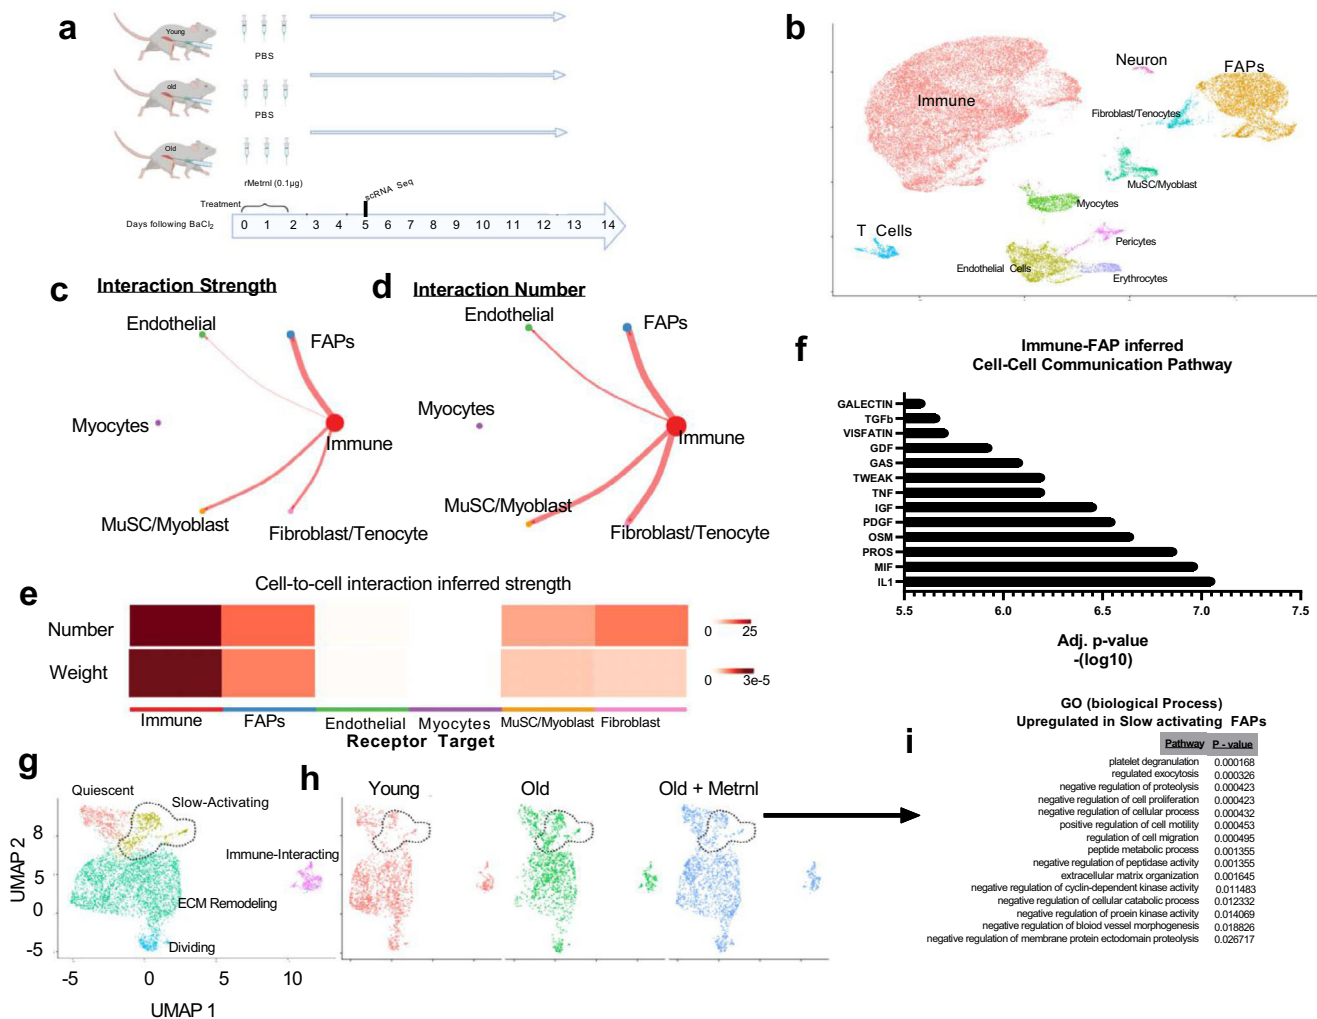 a
Young
PBS
old
PBS
Old
rMetrnl (0.1µg)
Treatment
scRNA Seq
Days following BaCl2
0 1 2 3 4 5 6 7 8 9 10 11 12 13 14
b
Immune
Neuron
FAPs
Fibroblast/Tenocytes
MuSC/Myoblast
Myocytes
T Cells
Pericytes
Endothelial Cells
Erythrocytes
c
Interaction Strength
Endothelial
FAPs
Myocytes
Immune
MuSC/Myoblast
Fibroblast/Tenocyte
d
Interaction Number
Endothelial
FAPs
Myocytes
Immune
MuSC/Myoblast
Fibroblast/Tenocyte
f
Immune-FAP inferred
Cell-Cell Communication Pathway
GALECTIN
TGFb
VISFATIN
GDF
GAS
TWEAK
TNF
IGF
PDGF
OSM
PROS
MIF
IL1
5.5 6.0 6.5 7.0 7.5
Adj. p-value
-(log10)
e
Cell-to-cell interaction inferred strength
Number
0 25
Weight
0 3e-5
Immune FAPs Endothelial Myocytes MuSC/Myoblast Fibroblast
Receptor Target
g
Quiescent
Slow-Activating
Immune-Interacting
ECM Remodeling
Dividing
UMAP 2
8
5
0
-5
-5 0 5 10
UMAP 1
h
Young
Old
Old + Metrnl
i
GO (biological Process)
Upregulated in Slow activating FAPs
Pathway P - value
platelet degranulation 0.000168
regulated exocytosis 0.000326
negative regulation of proteolysis 0.000423
negative regulation of cell proliferation 0.000423
negative regulation of cellular process 0.000432
positive regulation of cell motility 0.000453
regulation of cell migration 0.000495
peptide metabolic process 0.001355
negative regulation of peptidase activity 0.001355
extracellular matrix organization 0.001645
negative regulation of cyclin-dependent kinase activity 0.011483
negative regulation of cellular catabolic process 0.012332
negative regulation of prοein kinase activity 0.014069
negative regulation of bloiod vessel morphogenesis 0.018826
negative regulation of membrane protein ectodomain proteolysis 0.026717